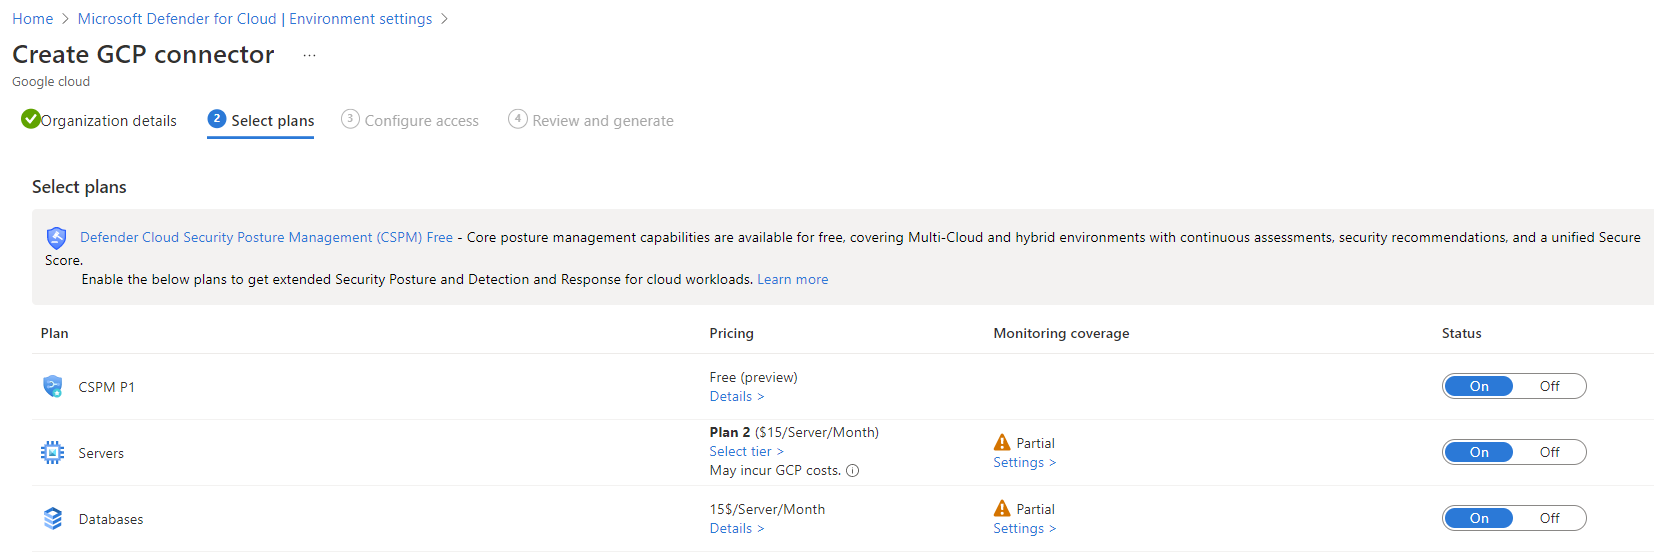 Home > Microsoft Defender for Cloud | Environment settings >
Create GCP connector ...
Google cloud
Organization details 2 Select plans 3 Configure access 4 Review and generate
Select plans
Defender Cloud Security Posture Management (CSPM) Free - Core posture management capabilities are available for free, covering Multi-Cloud and hybrid environments with continuous assessments, security recommendations, and a unified Secure
Score.
Enable the below plans to get extended Security Posture and Detection and Response for cloud workloads. Learn more
Plan Pricing Monitoring coverage Status
CSPM P1
Free (preview)
Details >
On Off
Servers
Plan 2 ($15/Server/Month)
Select tier >
May incur GCP costs.
Partial
Settings >
On Off
Databases
15$/Server/Month
Details >
Partial
Settings >
On Off